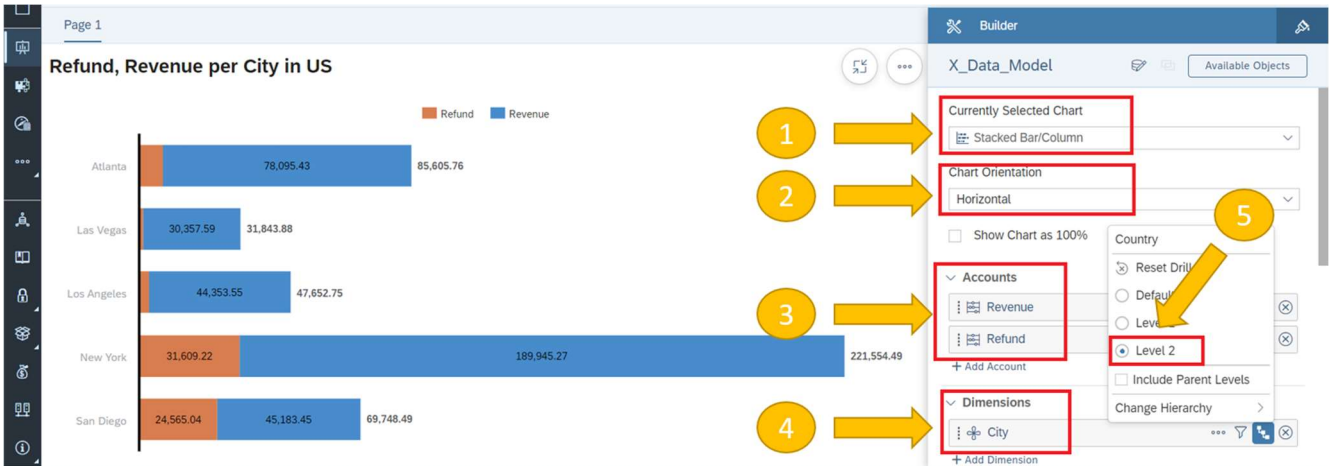 Page 1
Refund, Revenue per City in US
Refund Revenue
Atlanta 78,095.43 85,605.76
Las Vegas 30,357.59 31,843.88
Los Angeles 44,353.55 47,652.75
New York 31,609.22 189,945.27 221,554.49
San Diego 24,565.04 45,183.45 69,748.49
1
2
3
4
Builder
X_Data_Model Available Objects
Currently Selected Chart
Stacked Bar/Column
Chart Orientation
Horizontal
Show Chart as 100%
Accounts
Revenue
Refund
+ Add Account
Dimensions
City
+ Add Dimension
5
Country
Reset Drill
Level 2
Include Parent Levels
Change Hierarchy